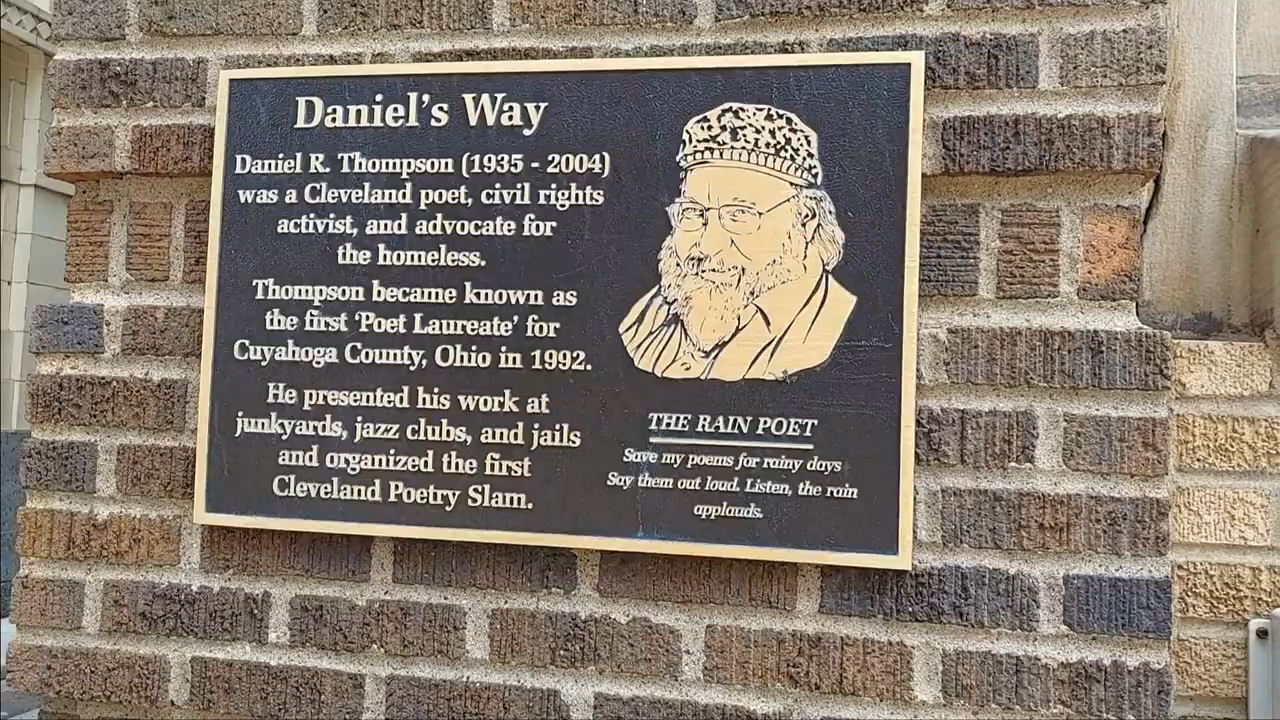 Daniel's Way
Daniel R. Thompson (1935 - 2004)
was a Cleveland poet, civil rights
activist, and advocate for
the homeless.
Thompson became known as
the first 'Poet Laureate' for
Cuyahoga County, Ohio in 1992.
He presented his work at
junkyards, jazz clubs, and jails
and organized the first
Cleveland Poetry Slam.
THE RAIN POET
Save my poems for rainy days
Say them out loud. Listen, the rain
applauds.